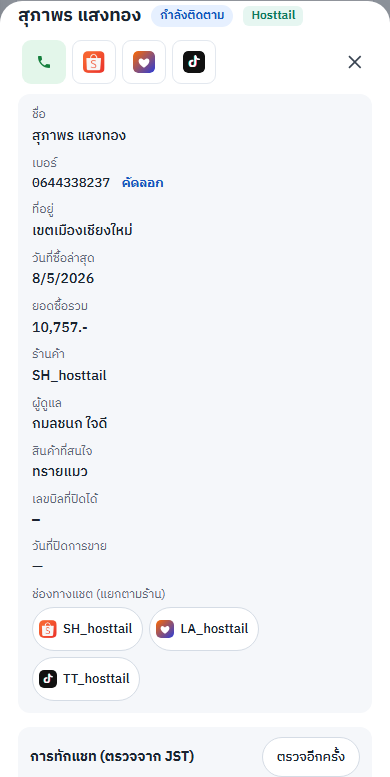 สุภาพร แสงทอง กำลังติดตาม Hosttail
ชื่อ
สุภาพร แสงทอง
เบอร์
0644338237 คัดลอก
ที่อยู่
เขตเมืองเชียงใหม่
วันที่ซื้อล่าสุด
8/5/2026
ยอดซื้อรวม
10,757.-
ร้านค้า
SH_hosttail
ผู้ดูแล
กมลชนก ใจดี
สินค้าที่สนใจ
ทรายแมว
เลขบิลที่ปิดได้
–
วันที่ปิดการขาย
—
ช่องทางแชต (แยกตามร้าน)
SH_hosttail LA_hosttail
TT_hosttail
การทักแชท (ตรวจจาก JST) ตรวจอีกครั้ง